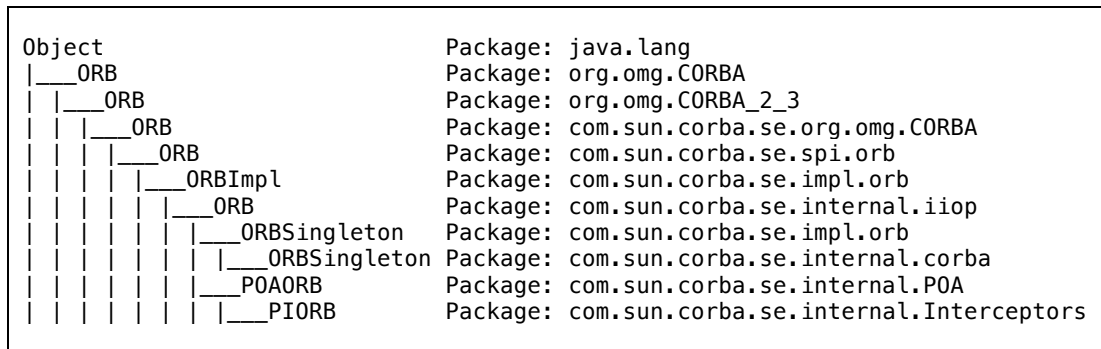 Object                          Package: java.lang
|___ORB                         Package: org.omg.CORBA
| |___ORB                       Package: org.omg.CORBA_2_3
| | |___ORB                     Package: com.sun.corba.se.org.omg.CORBA
| | | |___ORB                   Package: com.sun.corba.se.spi.orb
| | | | |___ORBImpl             Package: com.sun.corba.se.impl.orb
| | | | | |___ORB               Package: com.sun.corba.se.internal.iiop
| | | | | | |___ORBSingleton    Package: com.sun.corba.se.impl.orb
| | | | | | | |___ORBSingleton Package: com.sun.corba.se.internal.corba
| | | | | | |___POAORB          Package: com.sun.corba.se.internal.POA
| | | | | | | |___PIORB         Package: com.sun.corba.se.internal.Interceptors